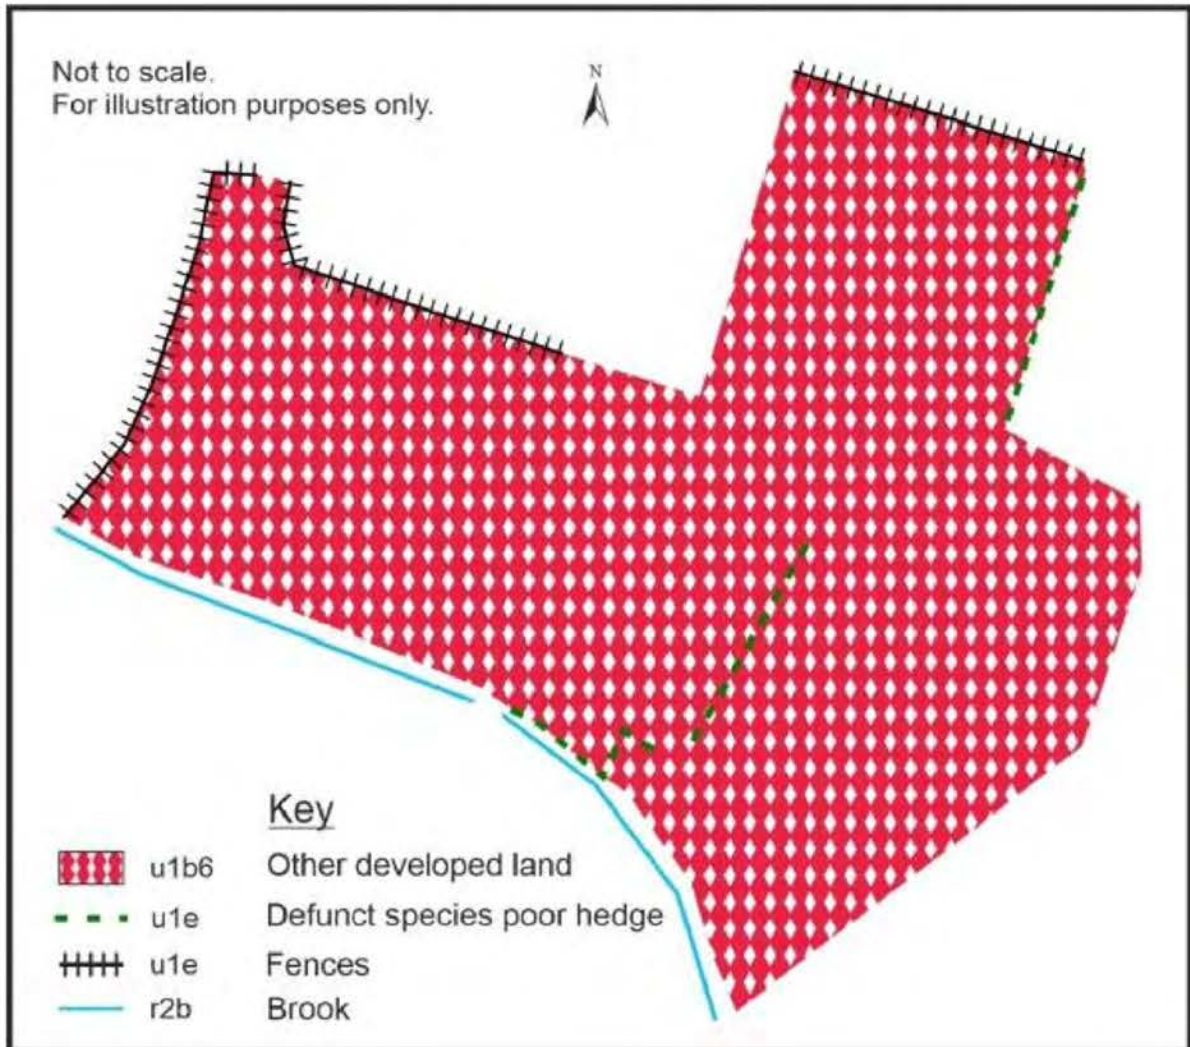 Not to scale.
For illustration purposes only.
N
Key
u1b6 Other developed land
u1e Defunct species poor hedge
u1e Fences
r2b Brook